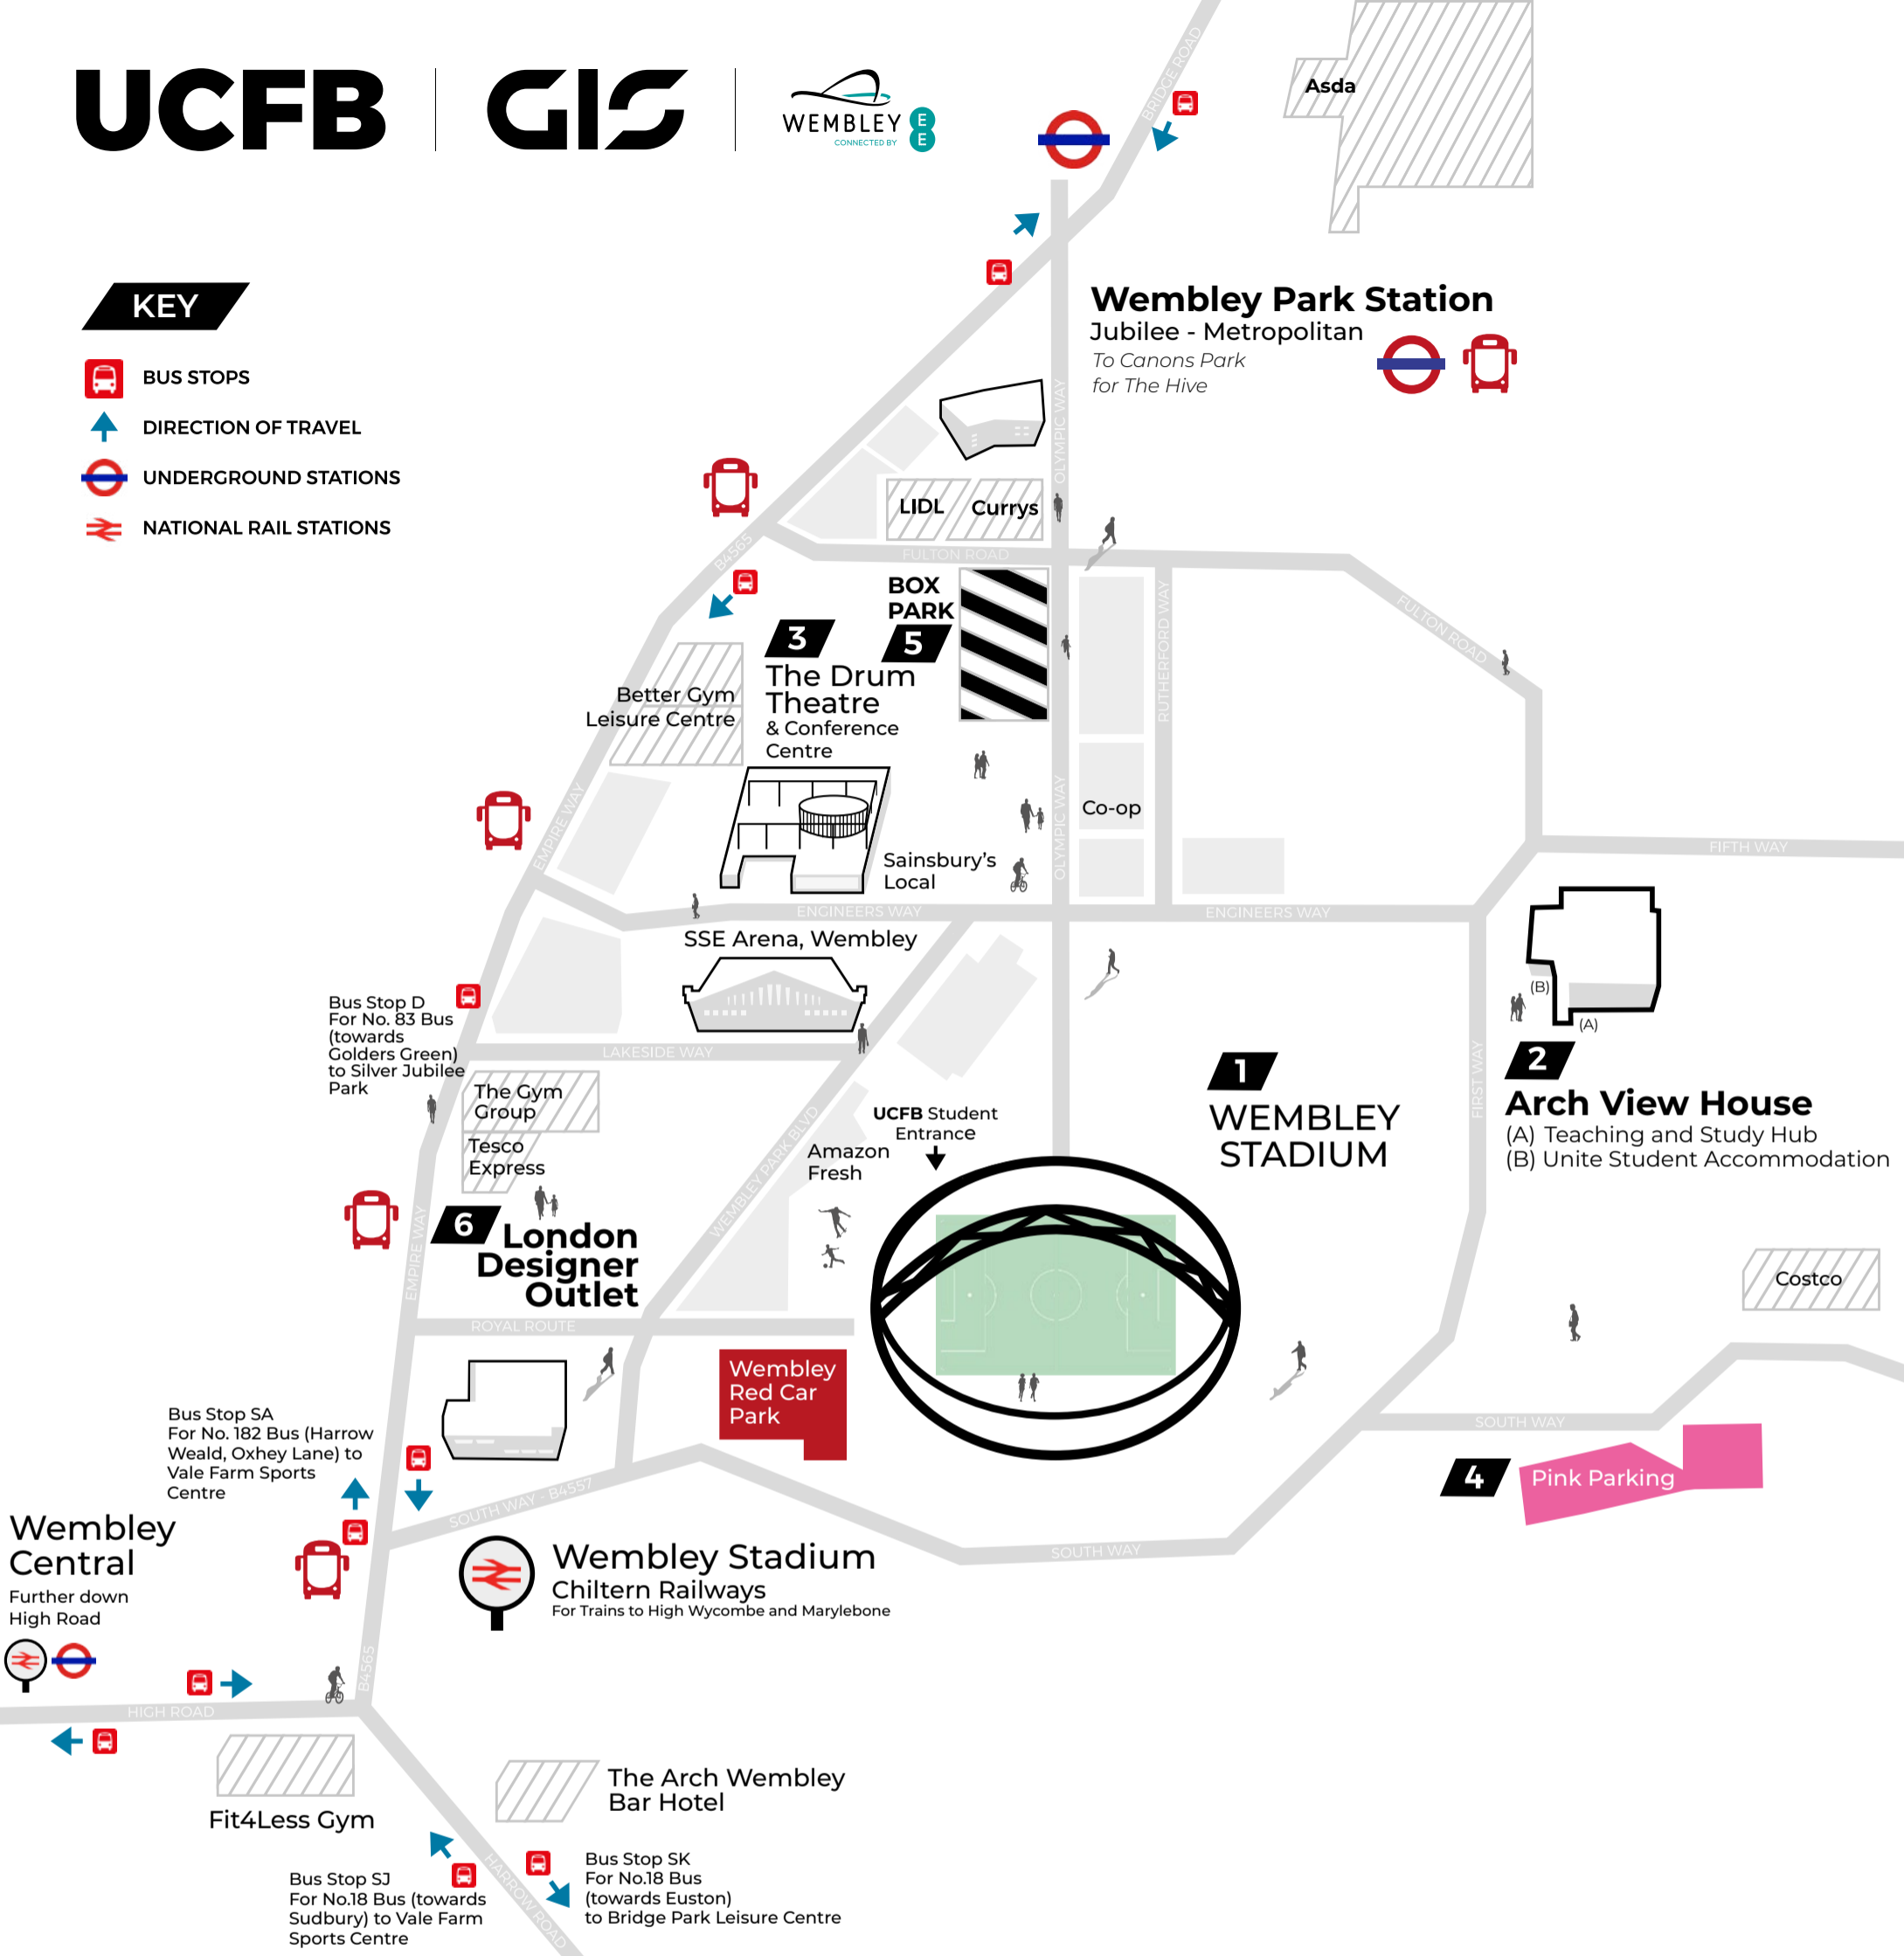 UCFB
GIS
WEMBLEY
CONNECTED BY
EE
BRIDGE ROAD
Asda
KEY
BUS STOPS
DIRECTION OF TRAVEL
UNDERGROUND STATIONS
NATIONAL RAIL STATIONS
Wembley Park Station
Jubilee - Metropolitan
To Canons Park
for The Hive
OLYMPIC WAY
LIDL
Currys
B4565
FULTON ROAD
BOX
PARK
5
3
The Drum
Theatre
& Conference
Centre
RUTHERFORD WAY
FULTON ROAD
Better Gym
Leisure Centre
EMPIRE WAY
OLYMPIC WAY
Co-op
Sainsbury's
Local
FIFTH WAY
ENGINEERS WAY
ENGINEERS WAY
SSE Arena, Wembley
(B)
(A)
Bus Stop D
For No. 83 Bus
(towards
Golders Green)
to Silver Jubilee
Park
LAKESIDE WAY
The Gym
Group
Tesco
Express
WEMBLEY PARK BLVD
UCFB Student
Entrance
Amazon
Fresh
1
WEMBLEY
STADIUM
FIRST WAY
2
Arch View House
(A) Teaching and Study Hub
(B) Unite Student Accommodation
6
London
Designer
Outlet
EMPIRE WAY
Costco
ROYAL ROUTE
Wembley
Red Car
Park
Bus Stop SA
For No. 182 Bus (Harrow
Weald, Oxhey Lane) to
Vale Farm Sports
Centre
SOUTH WAY
4
Pink Parking
SOUTH WAY - B4557
SOUTH WAY
Wembley
Central
Further down
High Road
Wembley Stadium
Chiltern Railways
For Trains to High Wycombe and Marylebone
B4565
HIGH ROAD
Fit4Less Gym
The Arch Wembley
Bar Hotel
HARROW ROAD
Bus Stop SJ
For No.18 Bus (towards
Sudbury) to Vale Farm
Sports Centre
Bus Stop SK
For No.18 Bus
(towards Euston)
to Bridge Park Leisure Centre